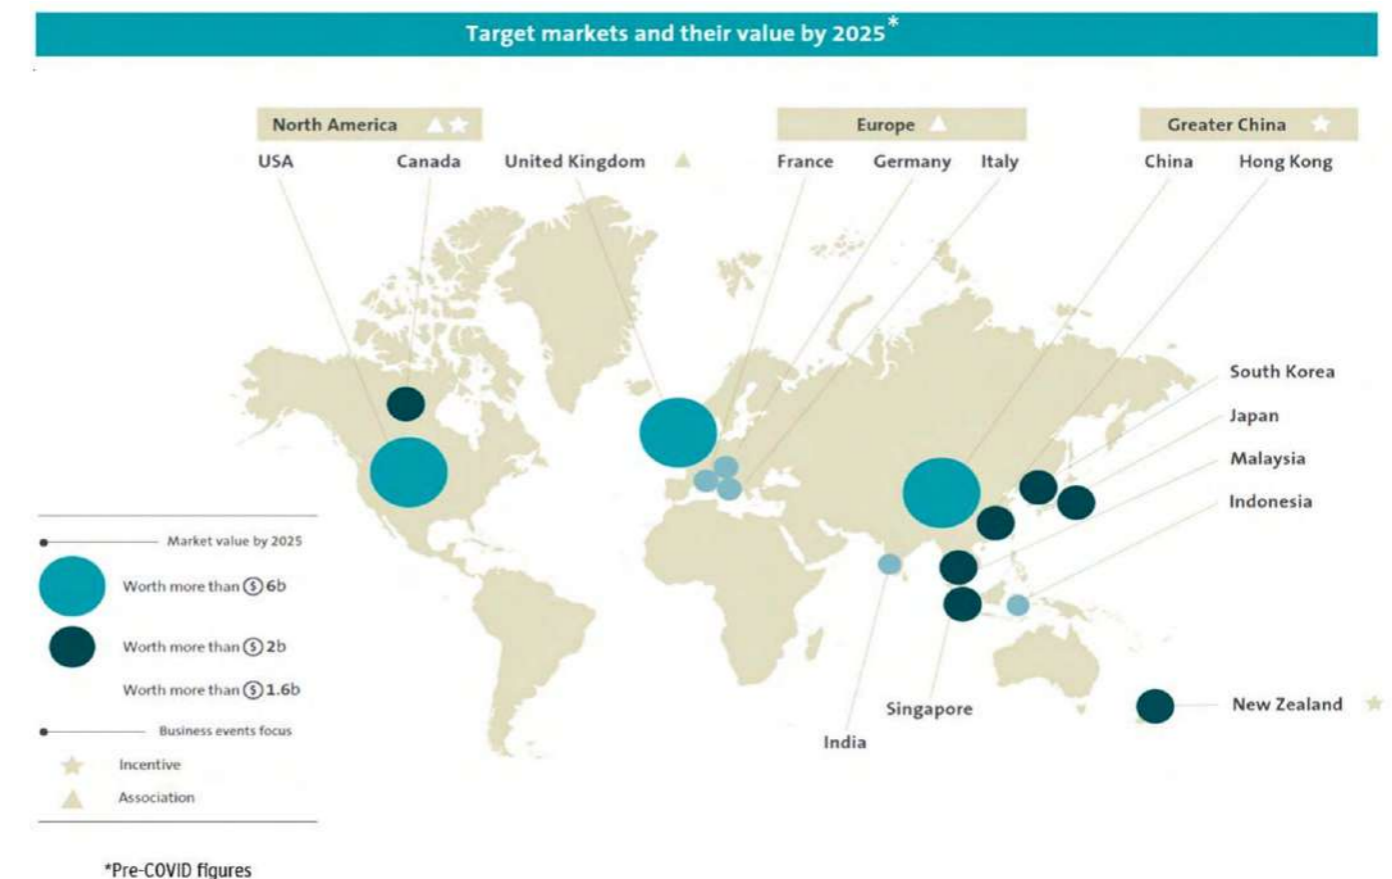 Target markets and their value by 2025*
North America
Europe
Greater China
USA
Canada
United Kingdom
France
Germany
Italy
China
Hong Kong
South Korea
Japan
Malaysia
Indonesia
Market value by 2025
Worth more than $ 6b
Worth more than $ 2b
Worth more than $ 1.6b
Business events focus
Incentive
Association
Singapore
India
New Zealand
*Pre-COVID figures